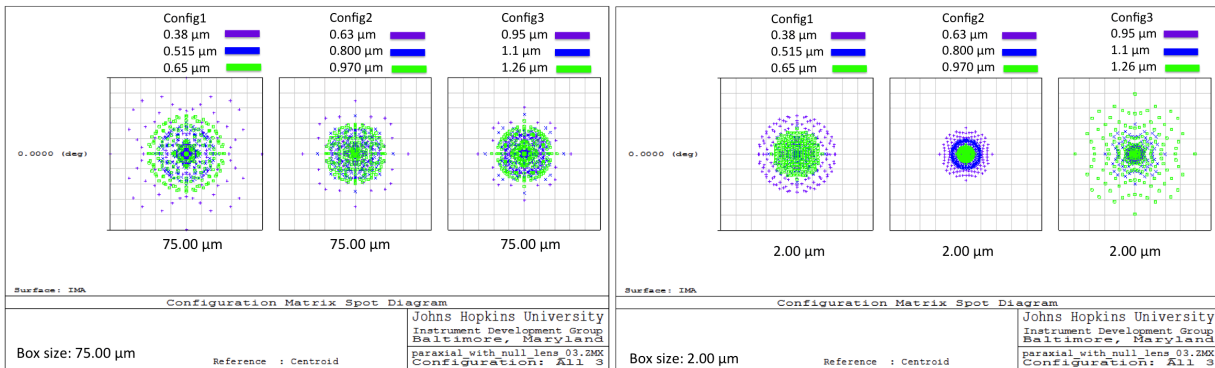 Config1 Config2 Config3
0.38 µm 0.63 µm 0.95 µm
0.515 µm 0.800 µm 1.1 µm
0.65 µm 0.970 µm 1.26 µm
0.0000 (deg)
75.00 µm 75.00 µm 75.00 µm
Surface: IMA
Configuration Matrix Spot Diagram
Johns Hopkins University
Instrument Development Group
Baltimore, Maryland
Box size: 75.00 µm
Reference : Centroid
paraxial_with_null_lens_03.ZMX
Configuration: All 3
Config1 Config2 Config3
0.38 µm 0.63 µm 0.95 µm
0.515 µm 0.800 µm 1.1 µm
0.65 µm 0.970 µm 1.26 µm
0.0000 (deg)
2.00 µm 2.00 µm 2.00 µm
Surface: IMA
Configuration Matrix Spot Diagram
Johns Hopkins University
Instrument Development Group
Baltimore, Maryland
Box size: 2.00 µm
Reference : Centroid
paraxial_with_null_lens_03.ZMX
Configuration: All 3